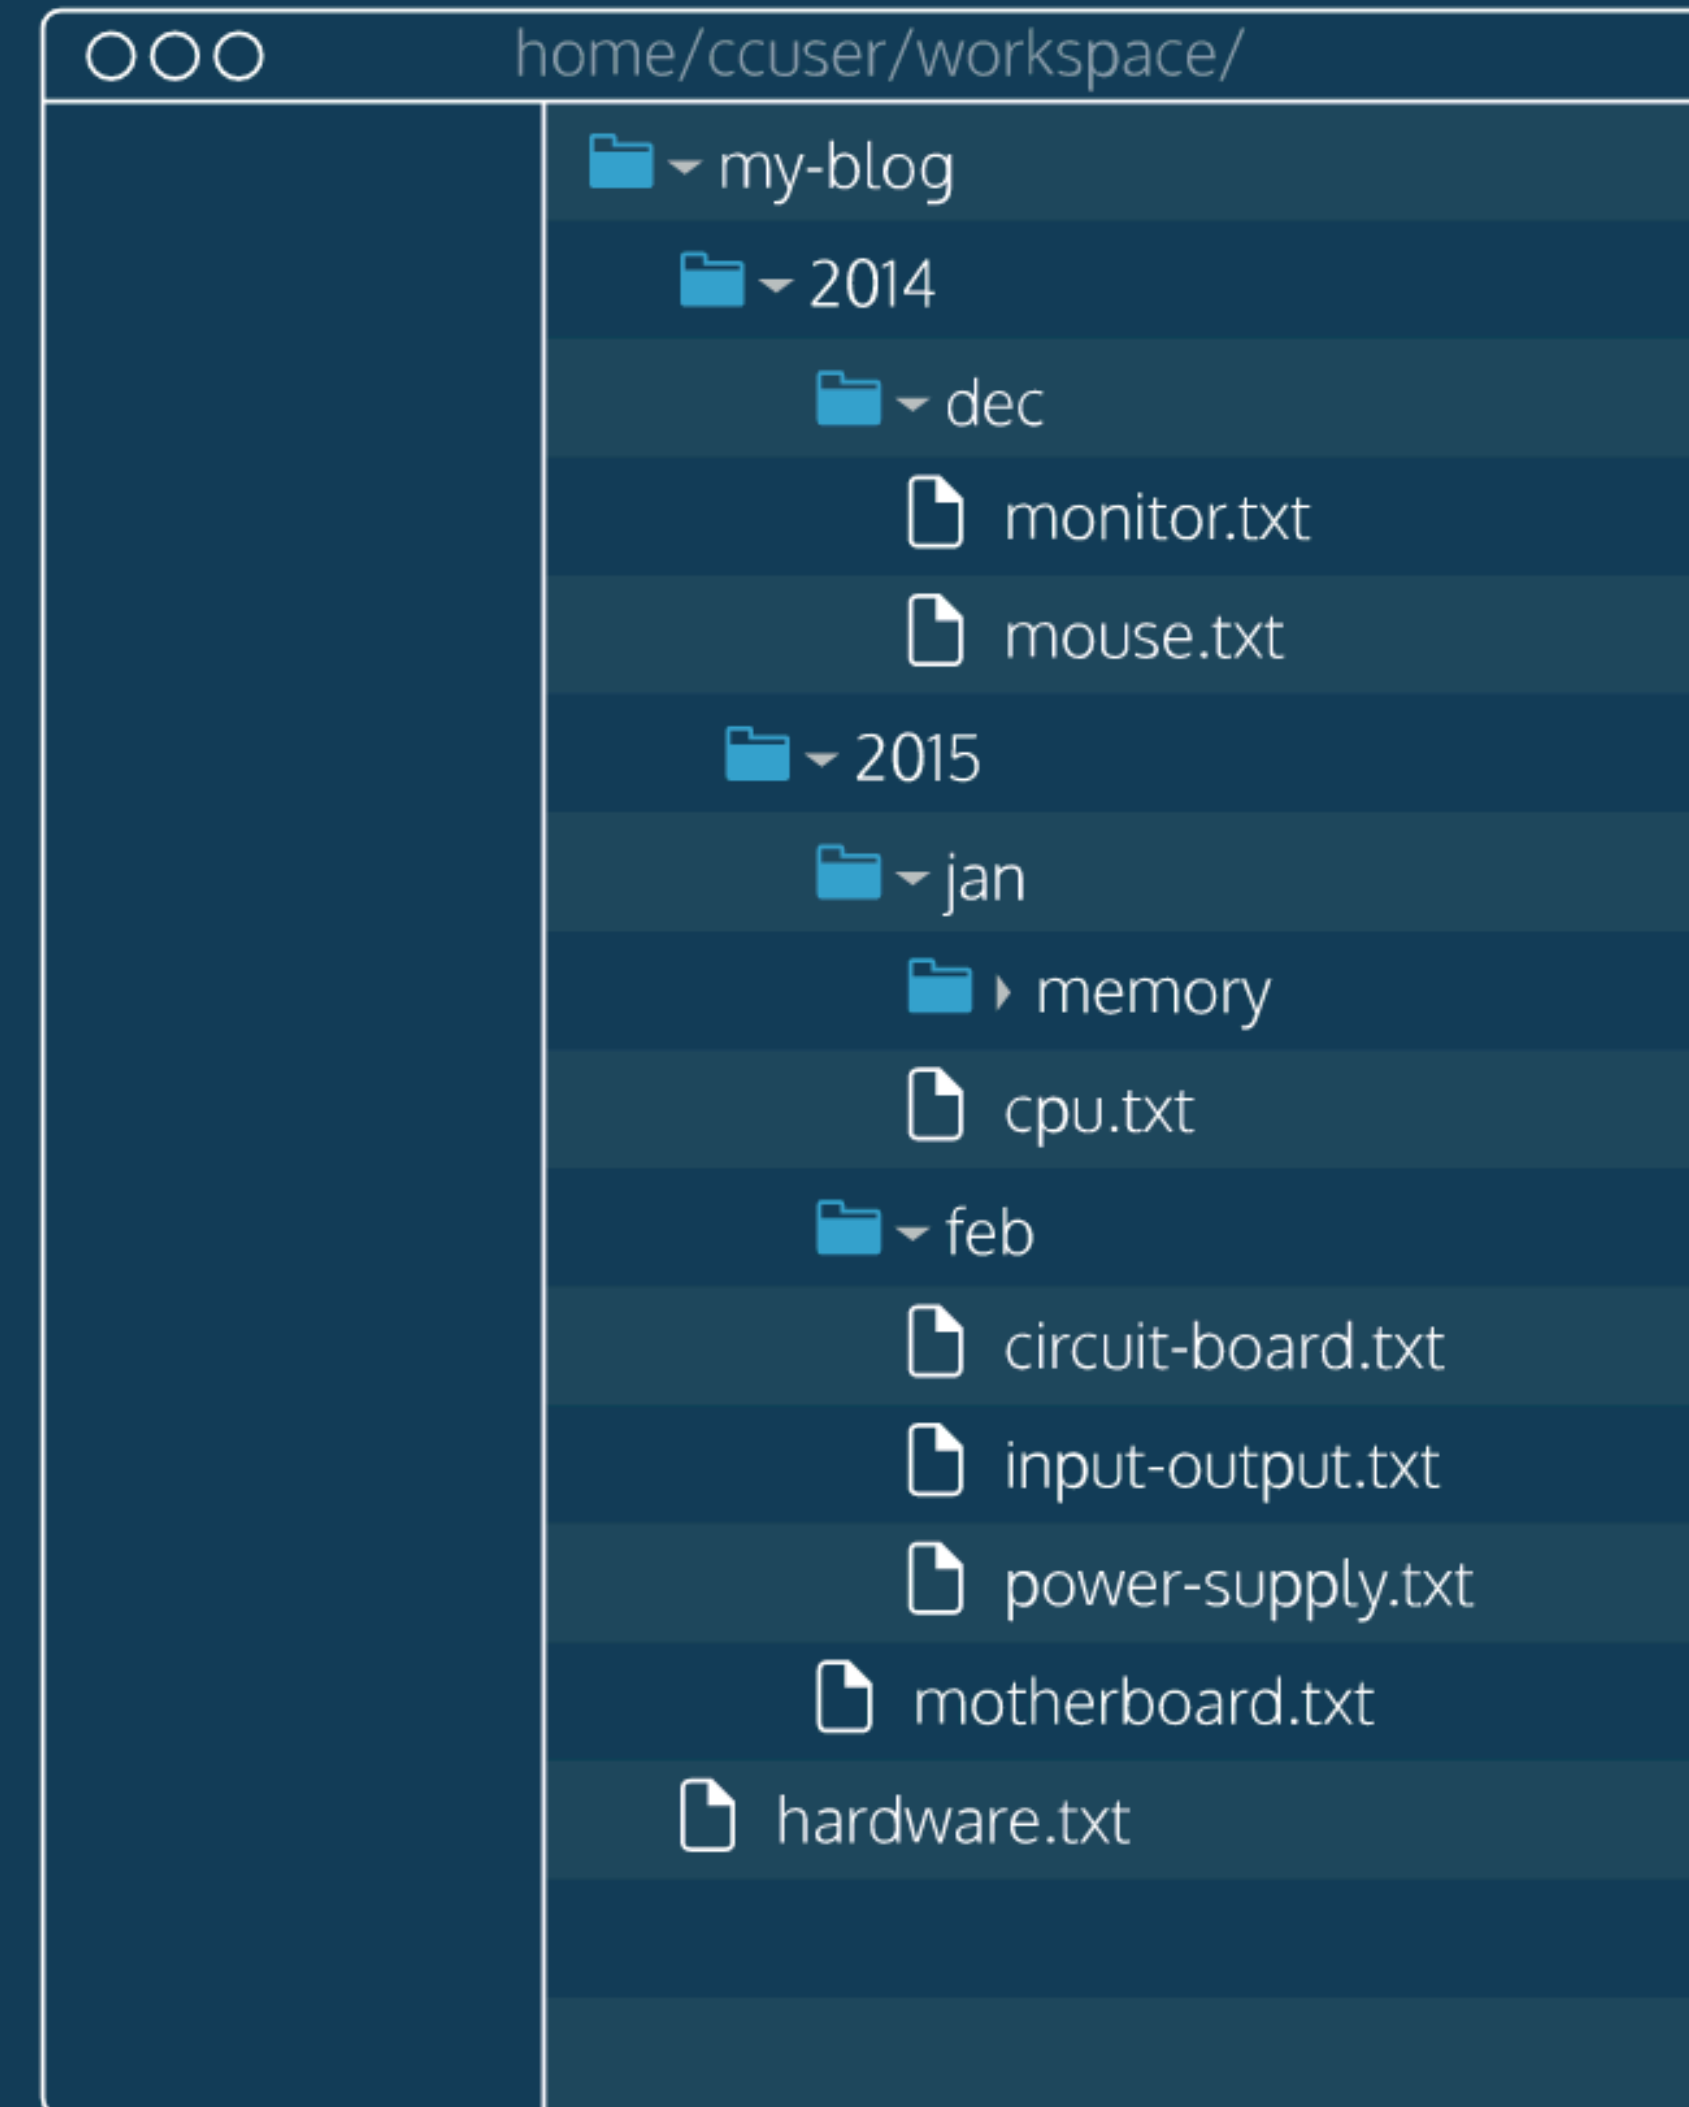 home/ccuser/workspace/
my-blog
2014
dec
monitor.txt
mouse.txt
2015
jan
memory
cpu.txt
feb
circuit-board.txt
input-output.txt
power-supply.txt
motherboard.txt
hardware.txt